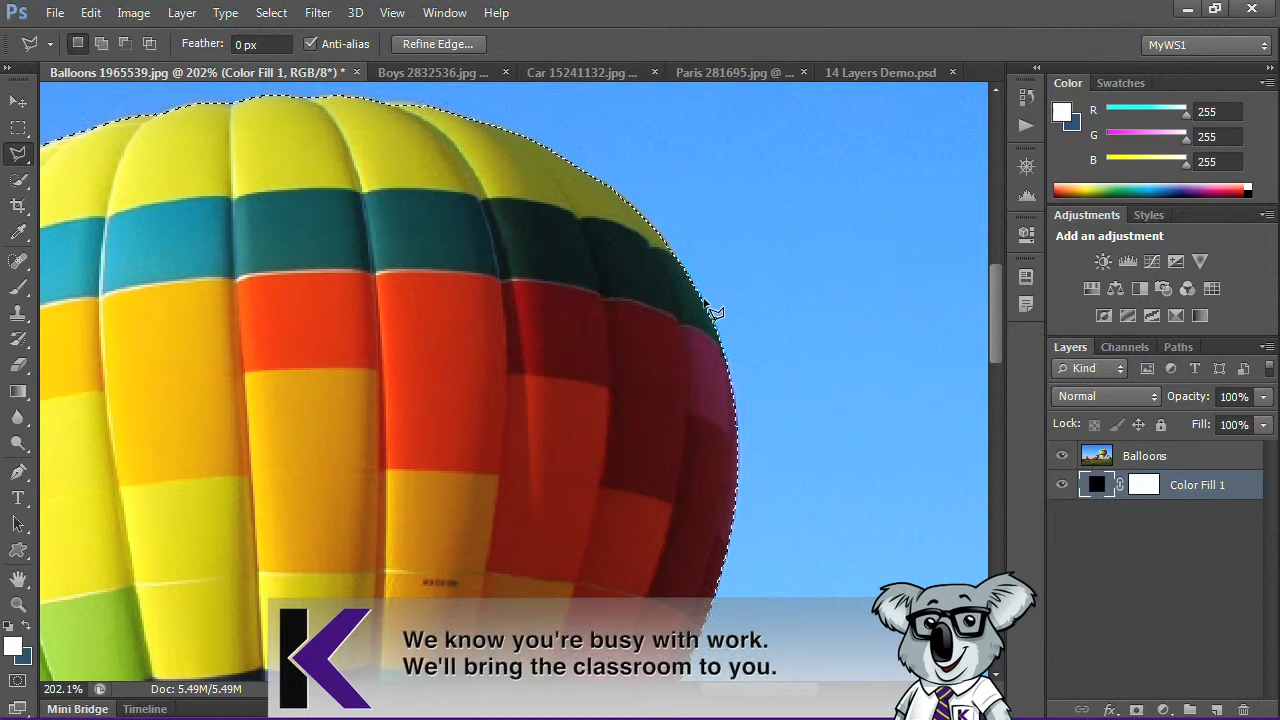 Ps File Edit Image Layer Type Select Filter 3D View Window Help
Feather: 0 px Anti-alias Refine Edge... MyWS1
Balloons 1965539.jpg @ 202% (Color Fill 1, RGB/8*) * × Boys 2832536.jpg ... × Car 15241132.jpg ... × Paris 281695.jpg @ ... × 14 Layers Demo.psd ×
Color Swatches
R 255
G 255
B 255
Adjustments Styles
Add an adjustment
Layers Channels Paths
Kind
Normal Opacity: 100%
Lock: Fill: 100%
Balloons
Color Fill 1
K
We know you're busy with work.
We'll bring the classroom to you.
K
202.1% Doc: 5.49M/5.49M
Mini Bridge Timeline
fx